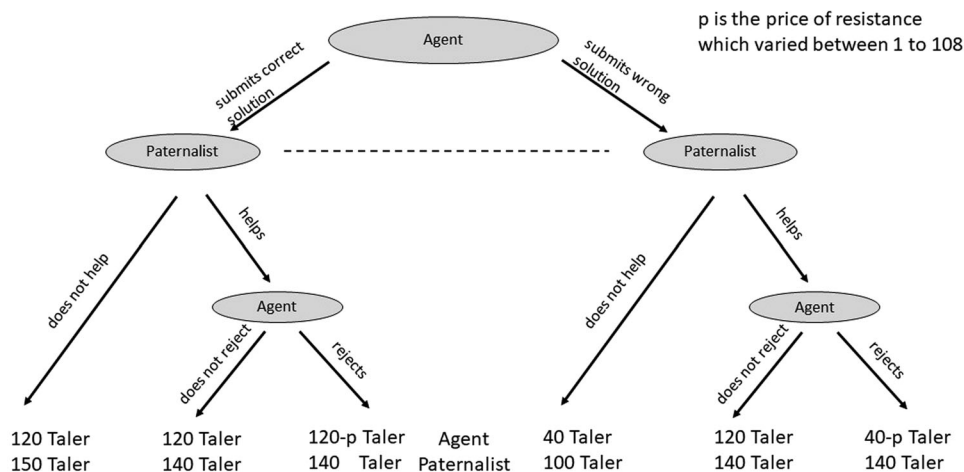 p is the price of resistance
which varied between 1 to 108
Agent
submits correct
solution
submits wrong
solution
Paternalist
Paternalist
does not help
helps
does not help
helps
Agent
Agent
does not reject
rejects
does not reject
rejects
120 Taler
150 Taler
120 Taler
140 Taler
120-p Taler
140 Taler
Agent
Paternalist
40 Taler
100 Taler
120 Taler
140 Taler
40-p Taler
140 Taler